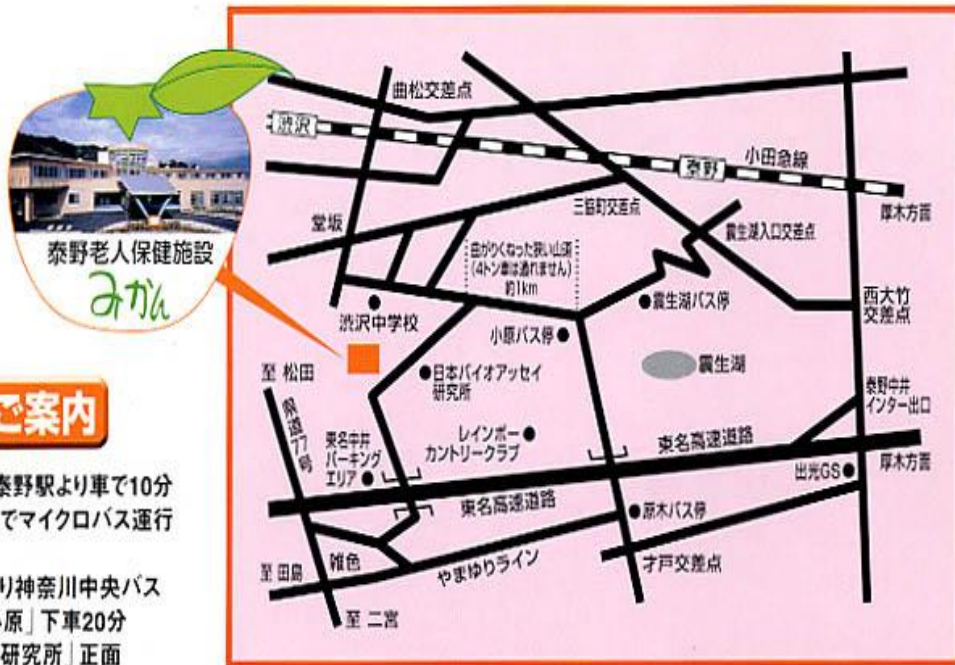 秦野老人保健施設
みかん
ご案内
秦野駅より車で10分
でマイクロバス運行
り神奈川中央バス
原」下車20分
研究所」正面
曲松交差点
渋沢
秦野
小田急線
厚木方面
三協町交差点
堂坂
曲がりくなった狭い山須
(4トン車は通れません)
約1km
震生湖入口交差点
震生湖バス停
西大竹
交差点
渋沢中学校
小原バス停
震生湖
至 松田
県道77号
日本バイオアッセイ
研究所
秦野中井
インター出口
東名中井
パーキング
エリア
レインボー
カントリークラブ
東名高速道路
厚木方面
出光GS
東名高速道路
原木バス停
至 田島
雑色
やまゆりライン
才戸交差点
至 二宮